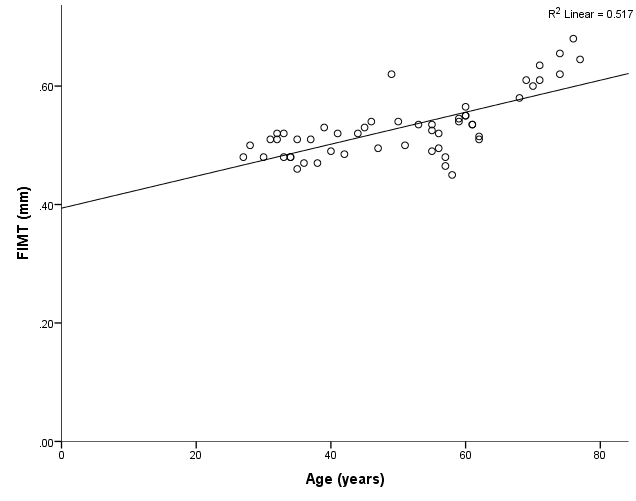 R2 Linear = 0.517
.60
.40
.20
.00
FIMT (mm)
0 20 40 60 80
Age (years)